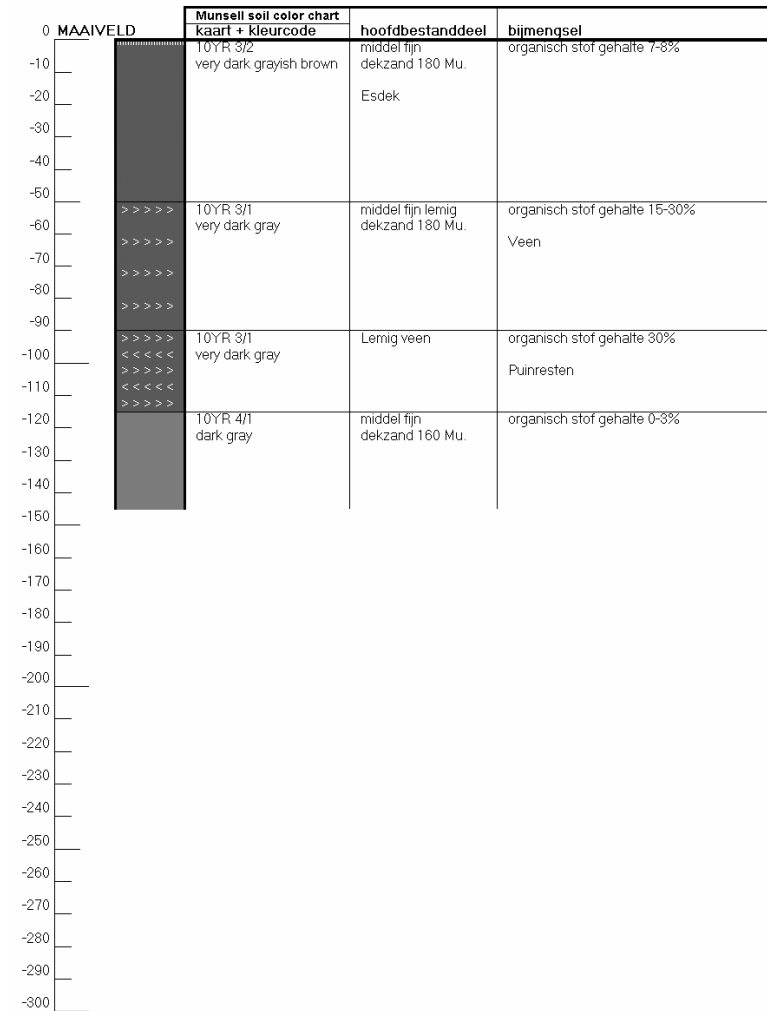 Munsell soil color chart
0 MAAIVELD kaart + kleurcode hoofdbestanddeel bijmengsel
10YR 3/2 middel fijn organisch stof gehalte 7-8%
-10 very dark grayish brown dekzand 180 Mu.
-20 Esdek
-30
-40
-50
> > > > > 10YR 3/1 middel fijn lemig organisch stof gehalte 15-30%
-60 very dark gray dekzand 180 Mu.
> > > > > Veen
-70
> > > > >
-80
> > > > >
-90
> > > > > 10YR 3/1 Lemig veen organisch stof gehalte 30%
-100 < < < < < very dark gray
> > > > > Puinresten
-110 < < < < <
> > > > >
-120 10YR 4/1 middel fijn organisch stof gehalte 0-3%
dark gray dekzand 160 Mu.
-130
-140
-150
-160
-170
-180
-190
-200
-210
-220
-230
-240
-250
-260
-270
-280
-290
-300